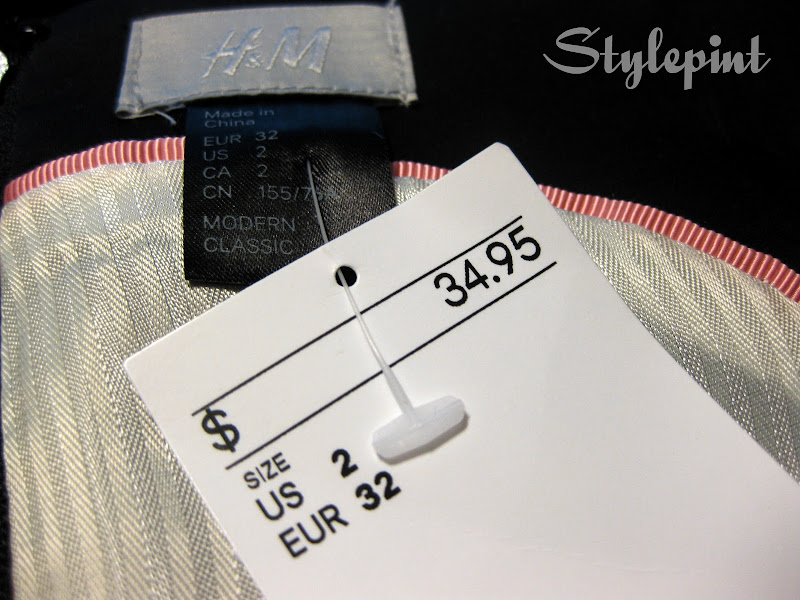 Stylepint
H&M
Made in
China
EUR 32
US 2
CA 2
CN 155/76A
MODERN
CLASSIC
34.95
$
SIZE
US 2
EUR 32